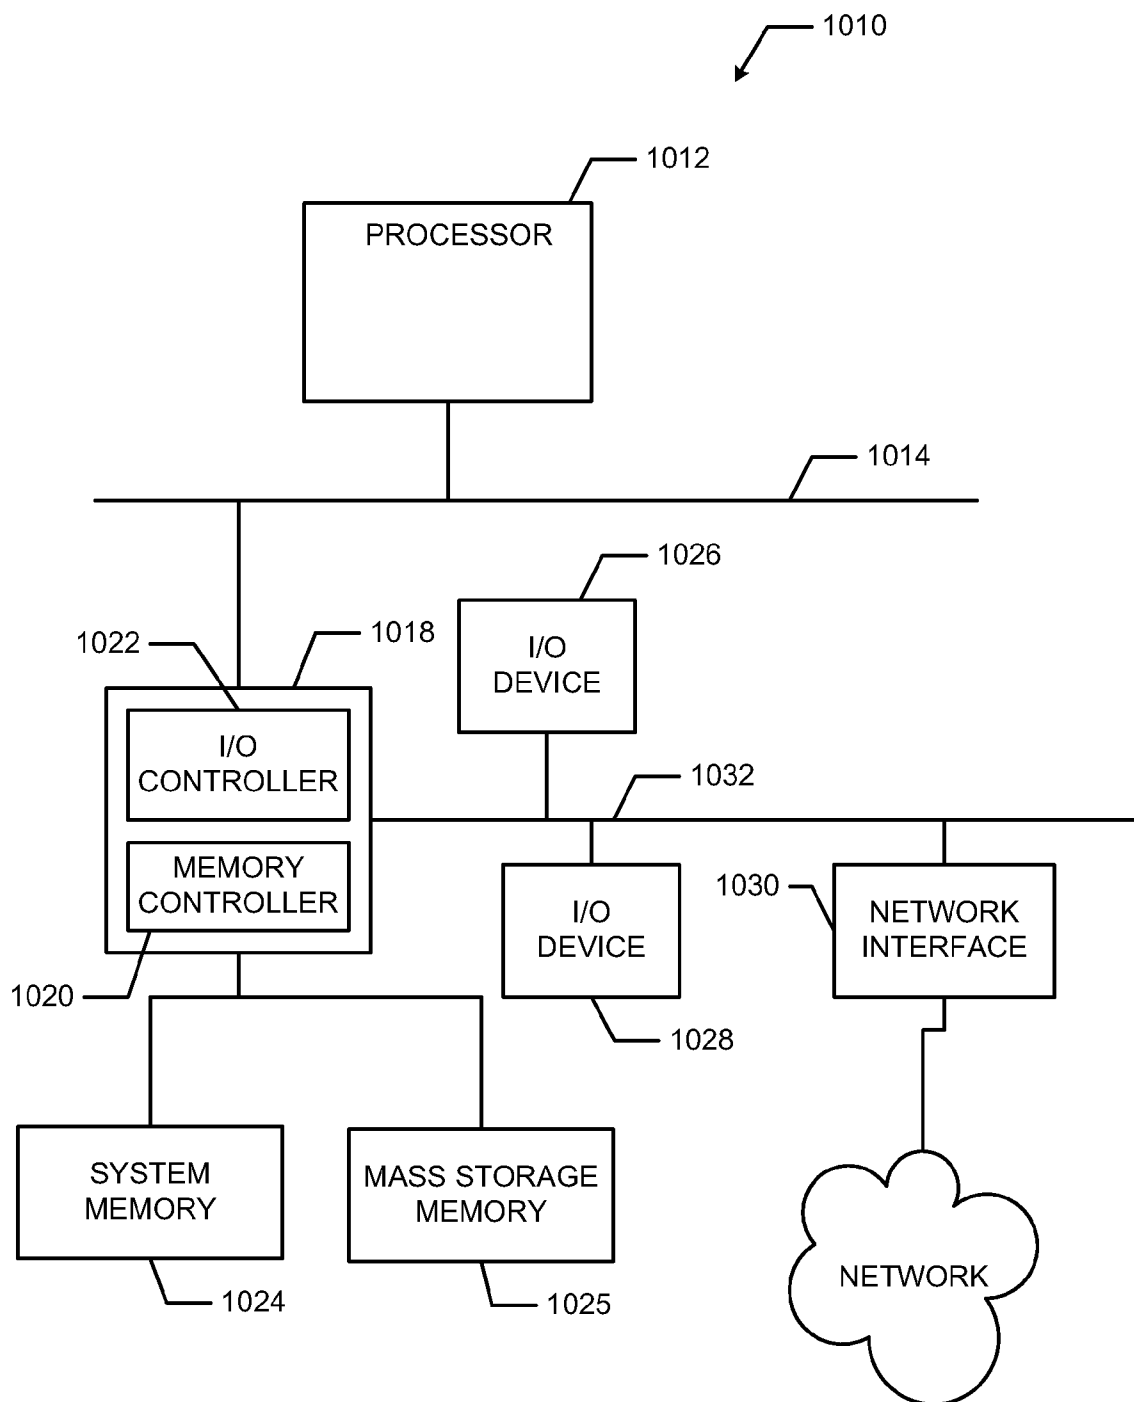 1010
1012
PROCESSOR
1014
1026
1022
1018
I/O
DEVICE
I/O
CONTROLLER
1032
MEMORY
CONTROLLER
1030
I/O
DEVICE
NETWORK
INTERFACE
1020
1028
SYSTEM
MEMORY
MASS STORAGE
MEMORY
NETWORK
1024
1025